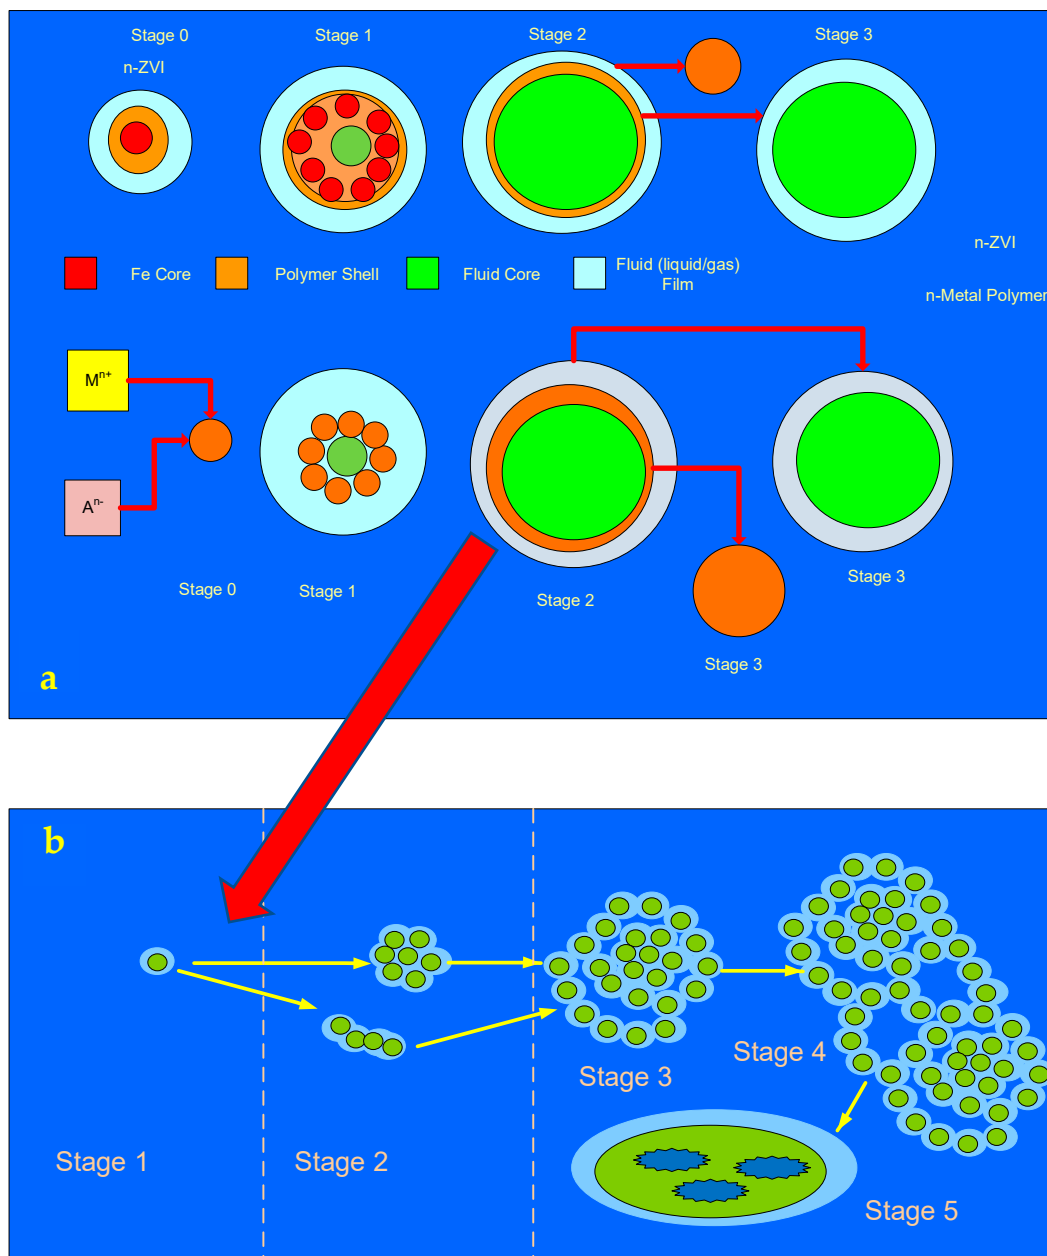 Stage 0
Stage 1
Stage 2
Stage 3
n-ZVI
n-ZVI
Fe Core
Polymer Shell
Fluid Core
Fluid (liquid/gas)
Film
n-Metal Polymer
Mn+
An-
Stage 0
Stage 1
Stage 2
Stage 3
Stage 3
a
b
Stage 1
Stage 2
Stage 3
Stage 4
Stage 5